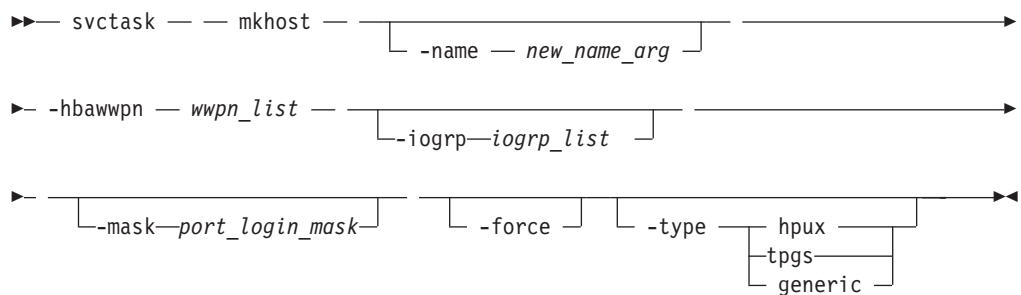 svctask mkhost
-name new_name_arg
-hbawwpn wwpn_list
-iogrp iogrp_list
-mask port_login_mask
-force
-type hpux
tpgs
generic